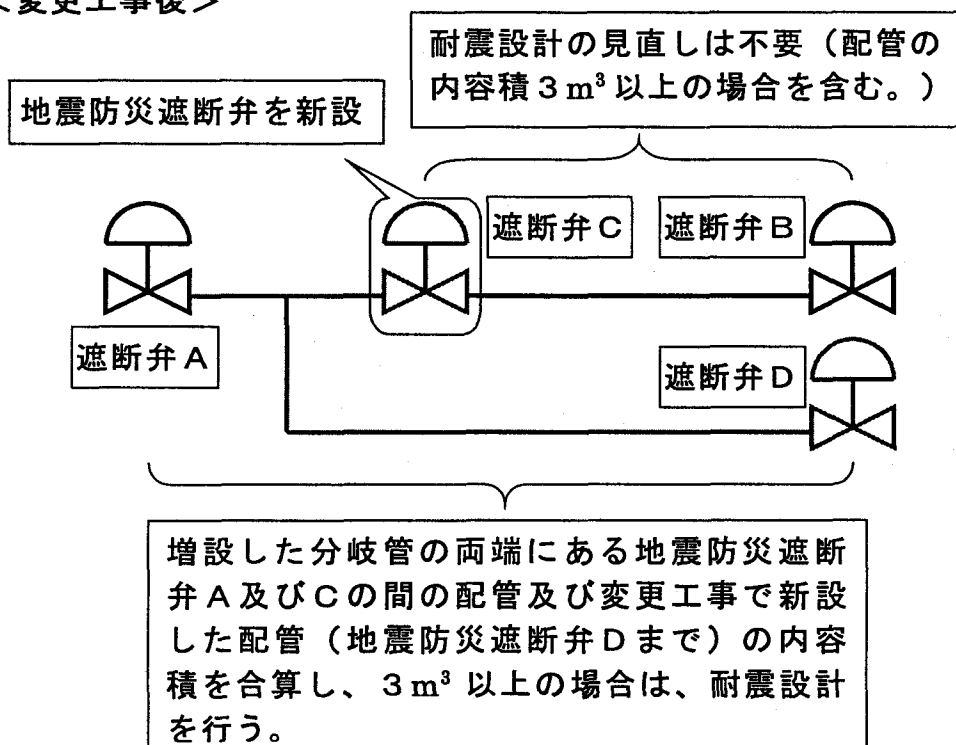 ＜変更工事後＞
耐震設計の見直しは不要（配管の
内容積３ｍ³以上の場合を含む。）
地震防災遮断弁を新設
遮断弁Ｃ
遮断弁Ｂ
遮断弁Ａ
遮断弁Ｄ
増設した分岐管の両端にある地震防災遮断
弁Ａ及びＣの間の配管及び変更工事で新設
した配管（地震防災遮断弁Ｄまで）の内容
積を合算し、３ｍ³以上の場合は、耐震設計
を行う。